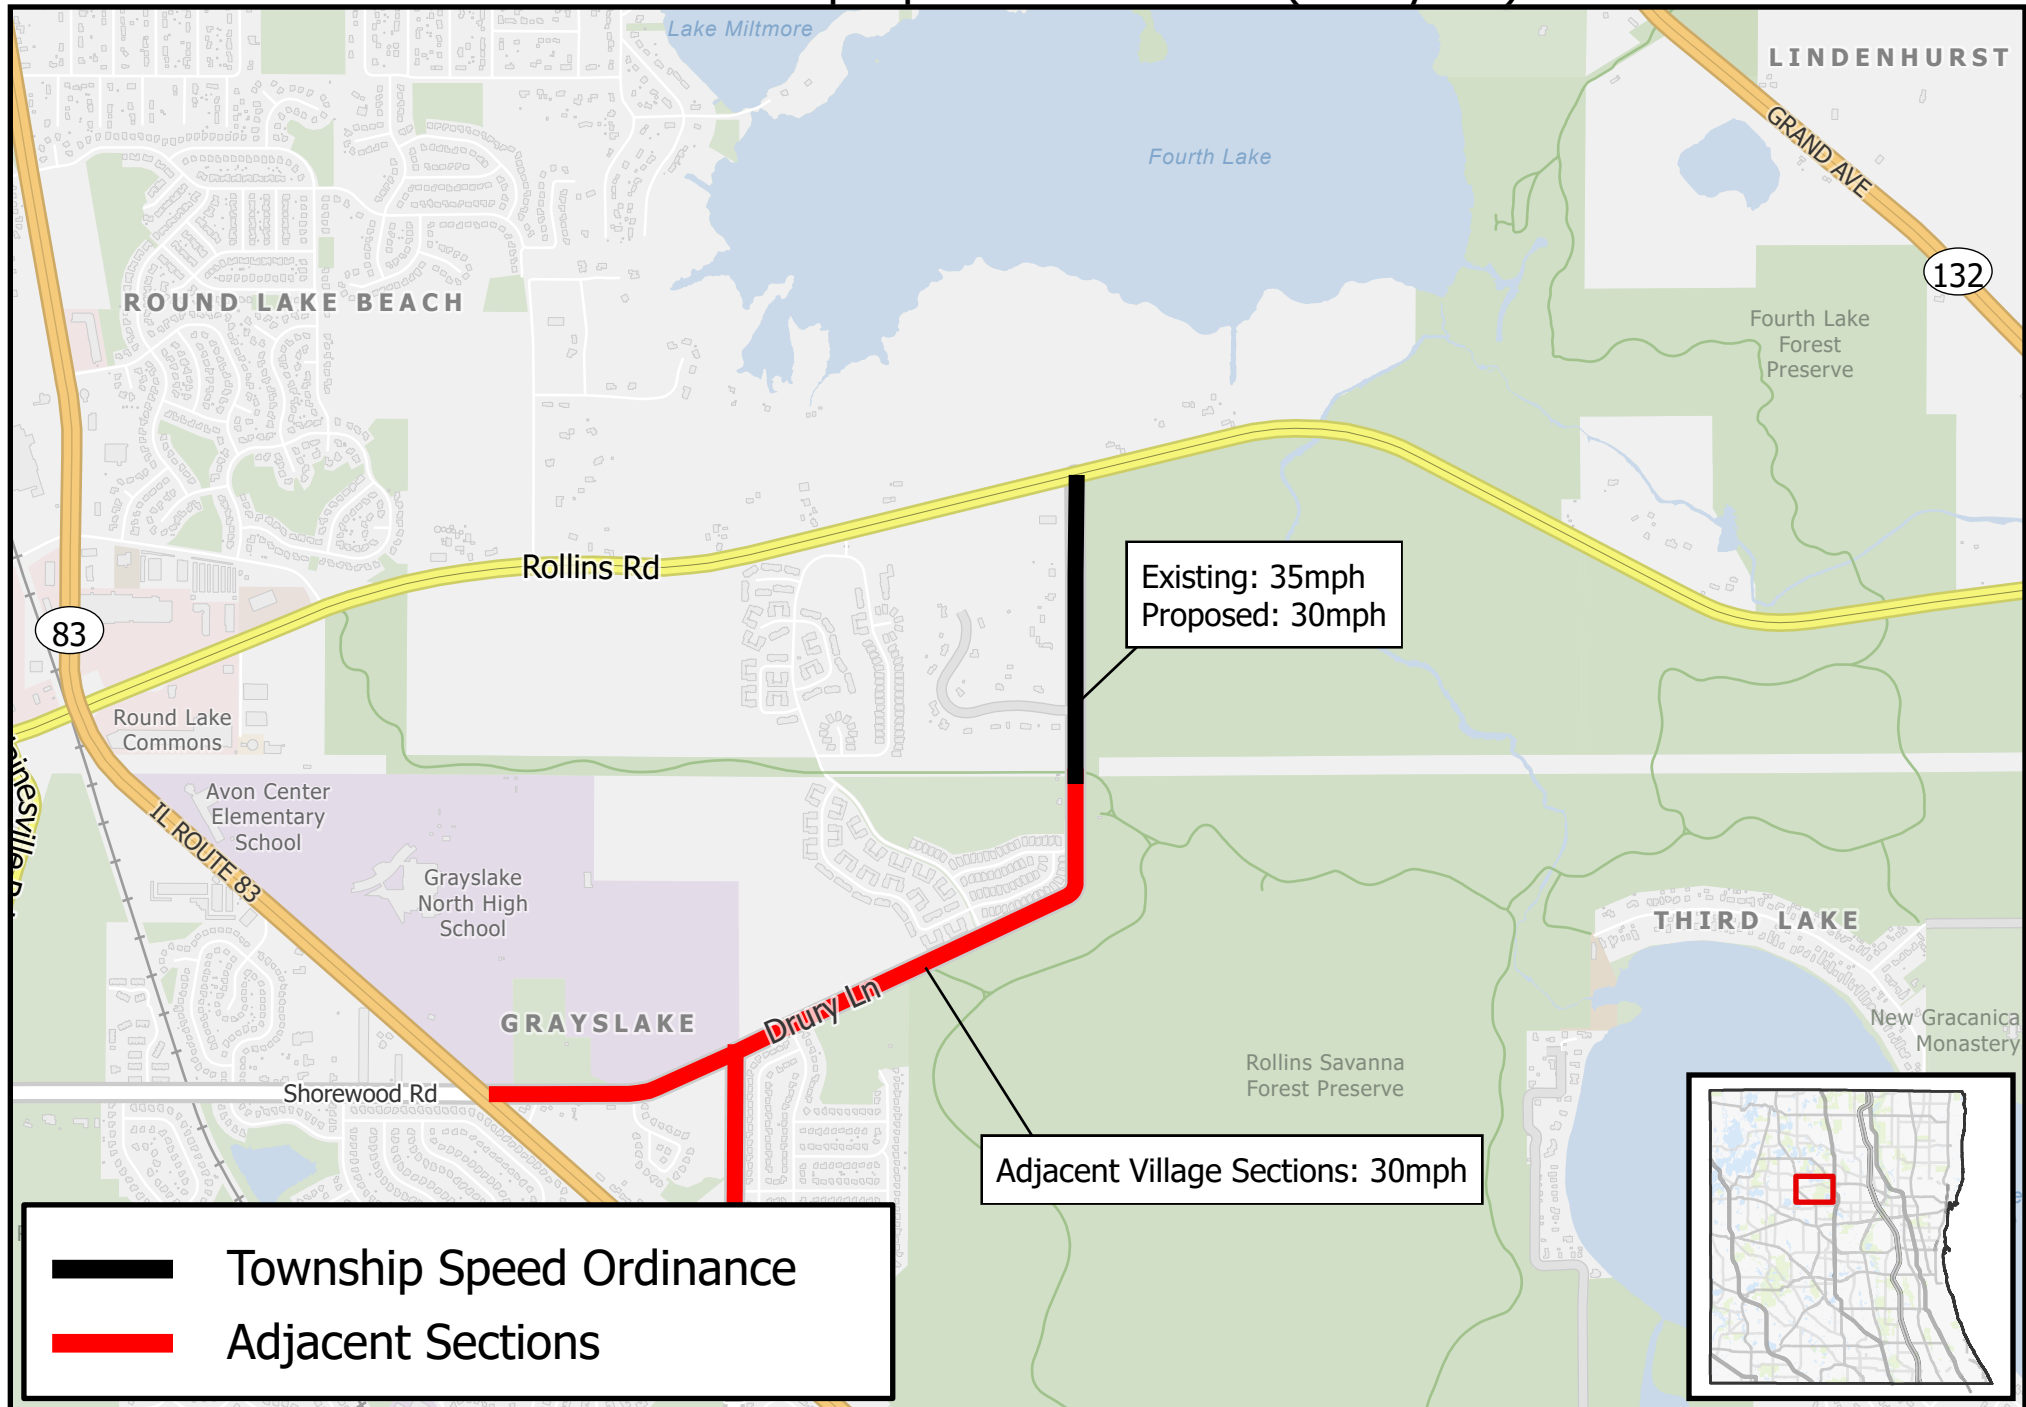 Lake Miltmore
LINDENHURST
GRAND AVE
Fourth Lake
132
ROUND LAKE BEACH
Fourth Lake
Forest
Preserve
Rollins Rd
Existing: 35mph
Proposed: 30mph
83
Round Lake
Commons
Avon Center
Elementary
School
IL ROUTE 83
Grayslake
North High
School
THIRD LAKE
Drury Ln
GRAYSLAKE
New Gracanica
Monastery
Rollins Savanna
Forest Preserve
Shorewood Rd
Adjacent Village Sections: 30mph
Township Speed Ordinance
Adjacent Sections